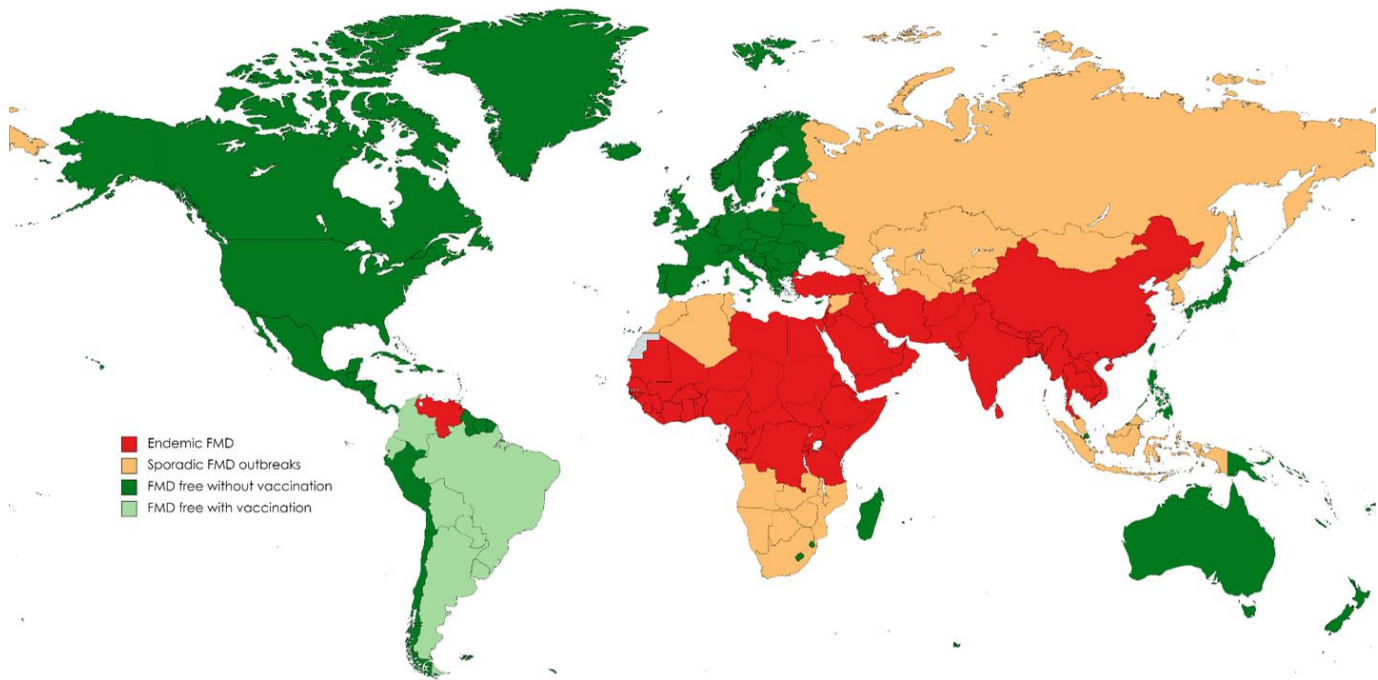 Endemic FMD
Sporadic FMD outbreaks
FMD free without vaccination
FMD free with vaccination